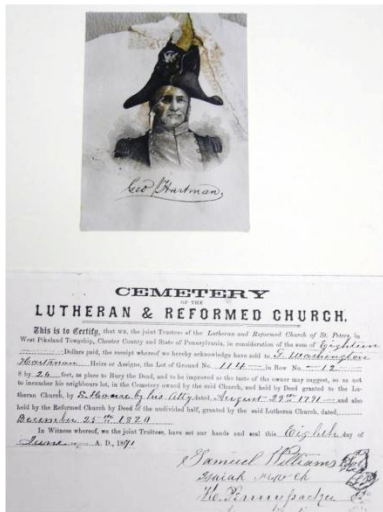 Geo Hartman.
CEMETERY
OF THE
LUTHERAN & REFORMED CHURCH.
This is to Certify, that we, the joint Trustees of the Lutheran and Reformed Church of St. Peters, in
West Pikeland Township, Chester County and State of Pennsylvania, in consideration of the sum of Eighteen
Dollars paid, the receipt whereof we hereby acknowledge have sold to F. Washington
Hartman Heirs or Assigns, the Lot of Ground No. 114 in Row No 12
8 by 26 feet, as place to Bury the Dead, and to be improved as the taste of the owner may suggest, so as not
to incumber his neighbours lot, in the Cemetery owned by the said Church, and held by Deed granted to the Lu-
theran Church, by his Atty dated August 22nd 1771 and also
held by the Reformed Church by Deed of the undivided half, granted by the said Lutheran Church, dated
December 25th 1829
In Witness whereof, we the joint Trustees, have set our hands and seal this Eighth day of
June A. D., 1871
Samuel Williams
Isaiah
Pennypacker